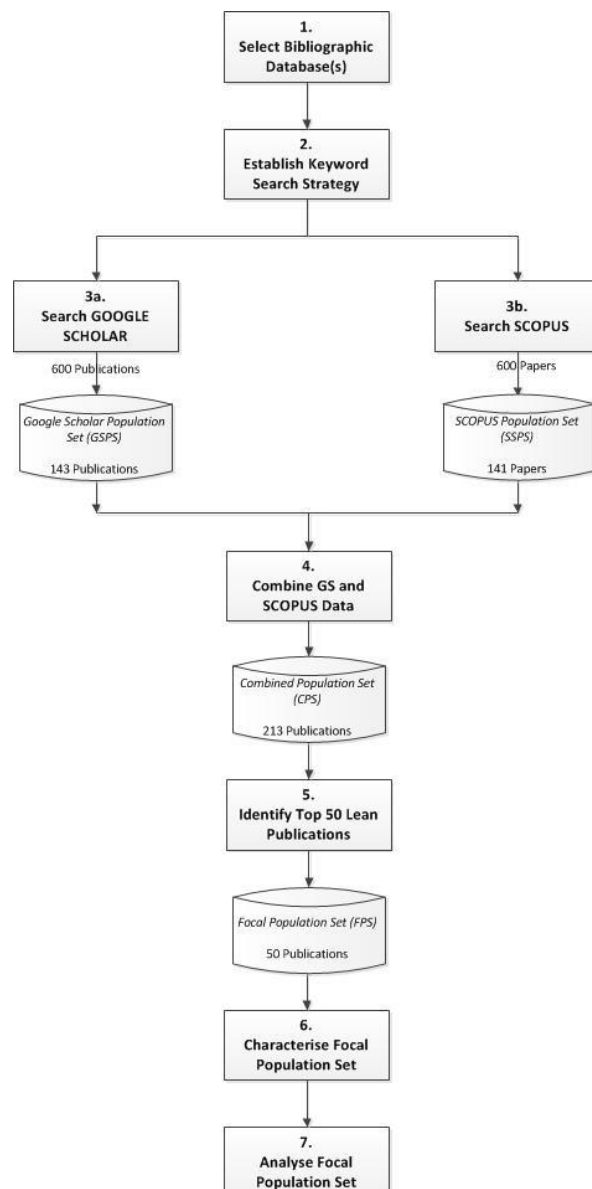 1.
Select Bibliographic
Database(s)
2.
Establish Keyword
Search Strategy
3a.
Search GOOGLE
SCHOLAR
3b.
Search SCOPUS
600 Publications
600 Papers
Google Scholar Population
Set (GSPS)
143 Publications
SCOPUS Population Set
(SSPS)
141 Papers
4.
Combine GS and
SCOPUS Data
Combined Population Set
(CPS)
213 Publications
5.
Identify Top 50 Lean
Publications
Focal Population Set (FPS)
50 Publications
6.
Characterise Focal
Population Set
7.
Analyse Focal
Population Set